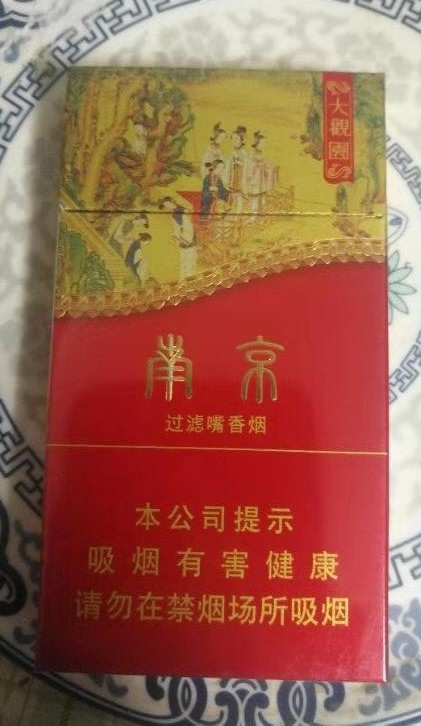 大觀園
南京
过滤嘴香烟
本公司提示
吸烟有害健康
请勿在禁烟场所吸烟